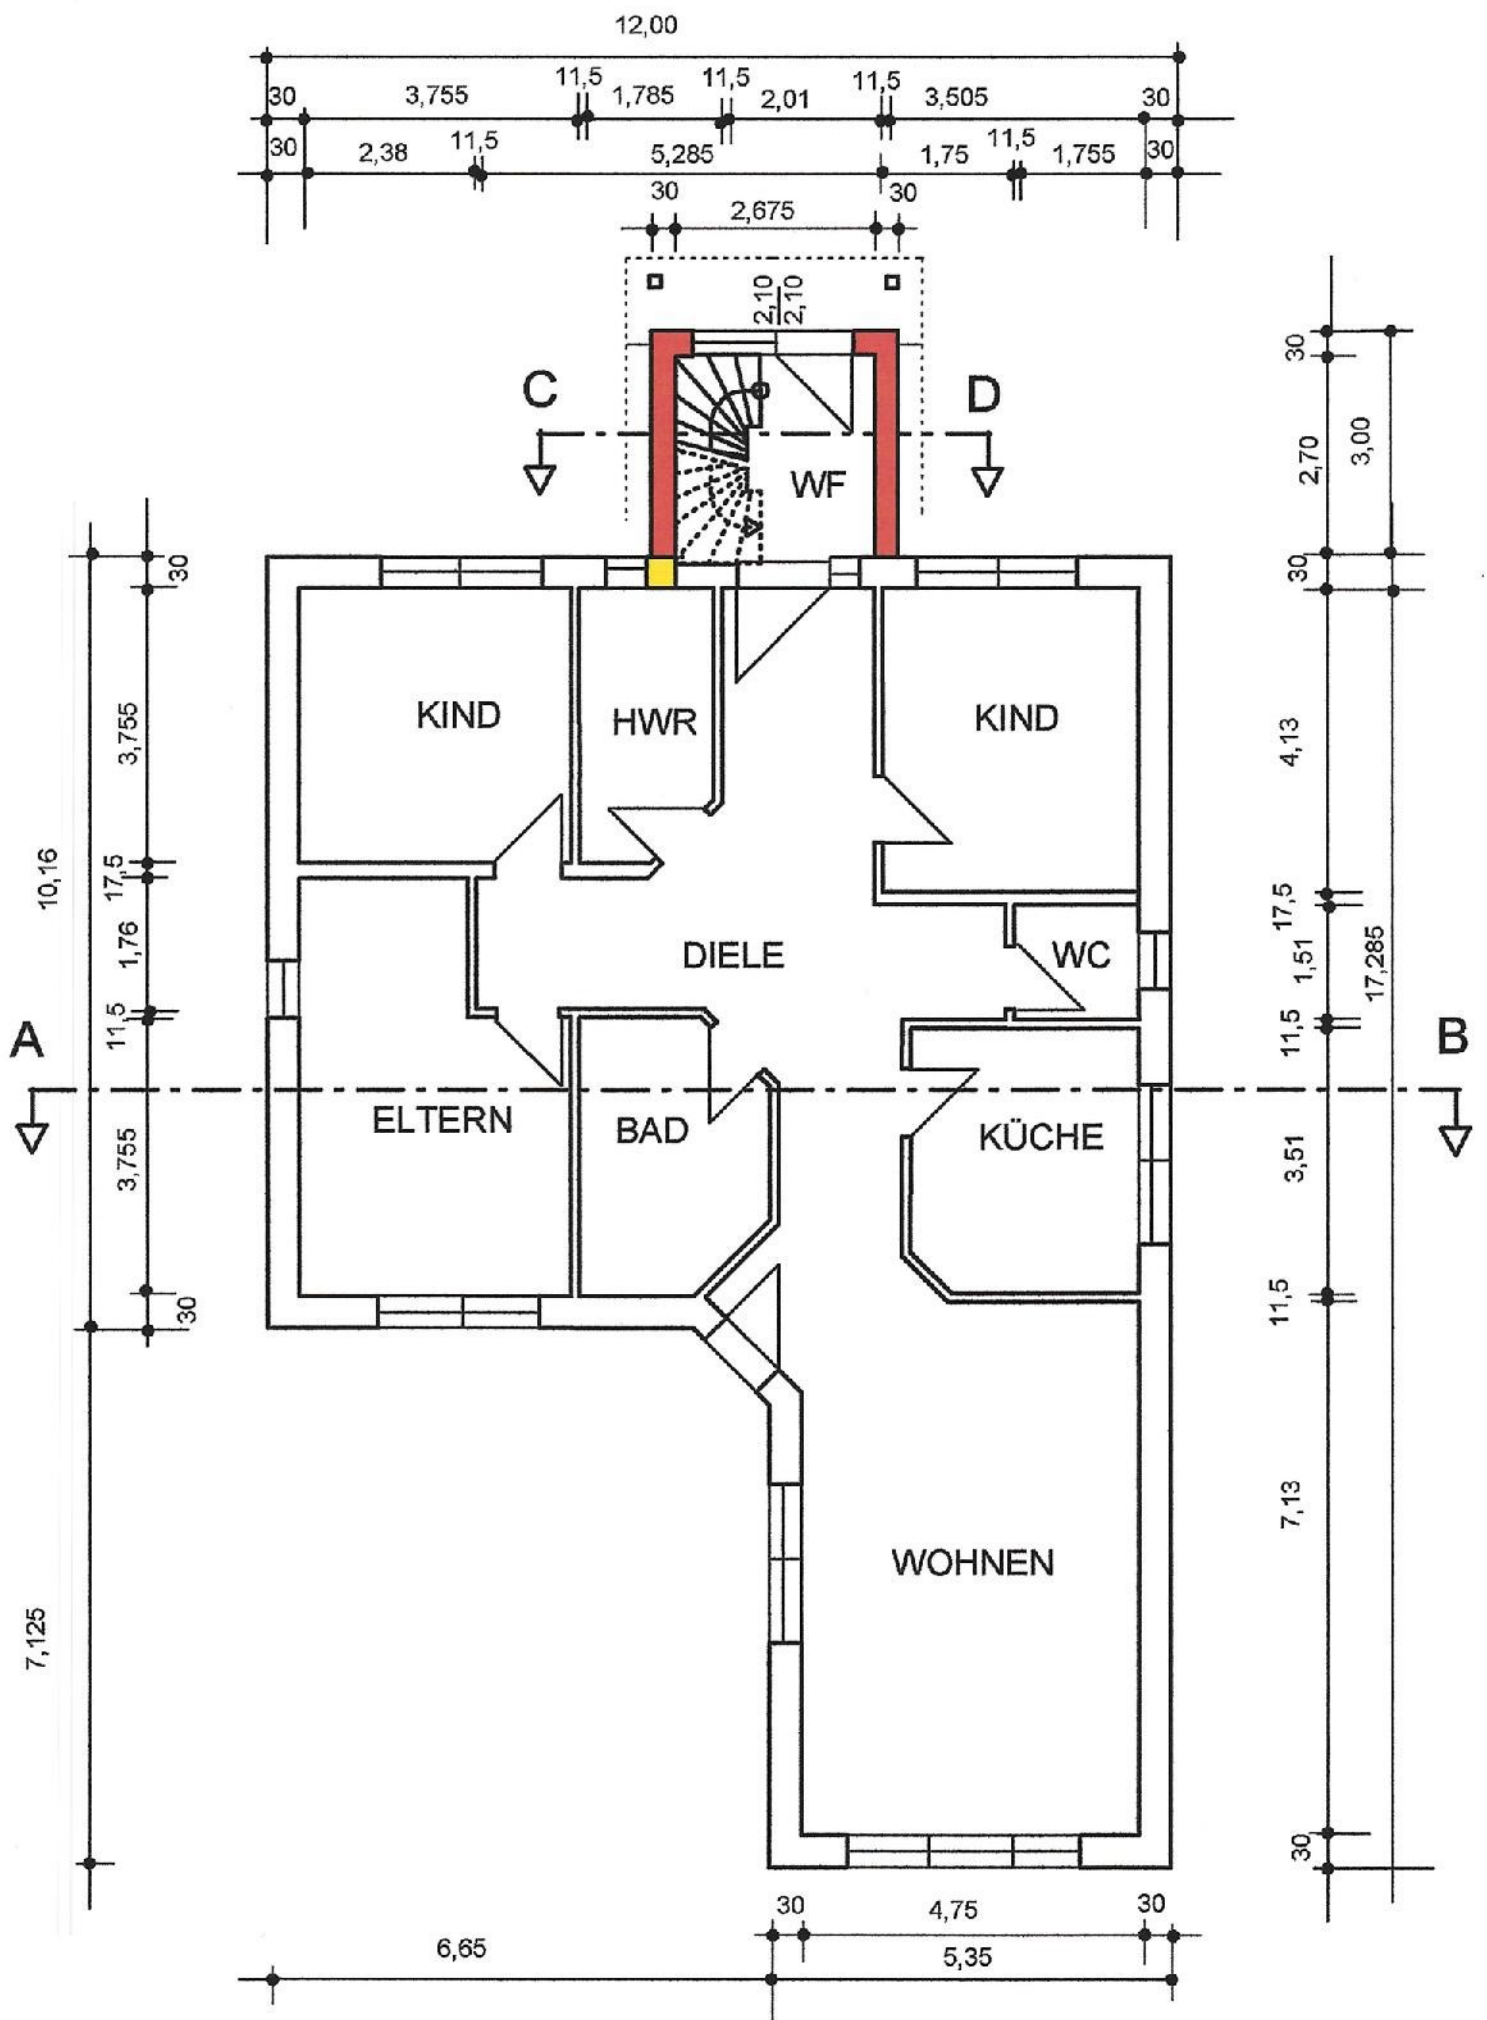 12,00
30 3,755 11,5 1,785 11,5 2,01 11,5 3,505 30
30 2,38 11,5 5,285 1,75 11,5 1,755 30
30 2,675 30
2,10
2,10
C D
WF
30
2,70
3,00
30
30
3,755
10,16
17,5
1,76
11,5
3,755
30
7,125
KIND HWR KIND
4,13
17,5
1,51
17,285
11,5
3,51
11,5
7,13
30
DIELE WC
A B
ELTERN BAD KÜCHE
WOHNEN
30 4,75 30
6,65 5,35